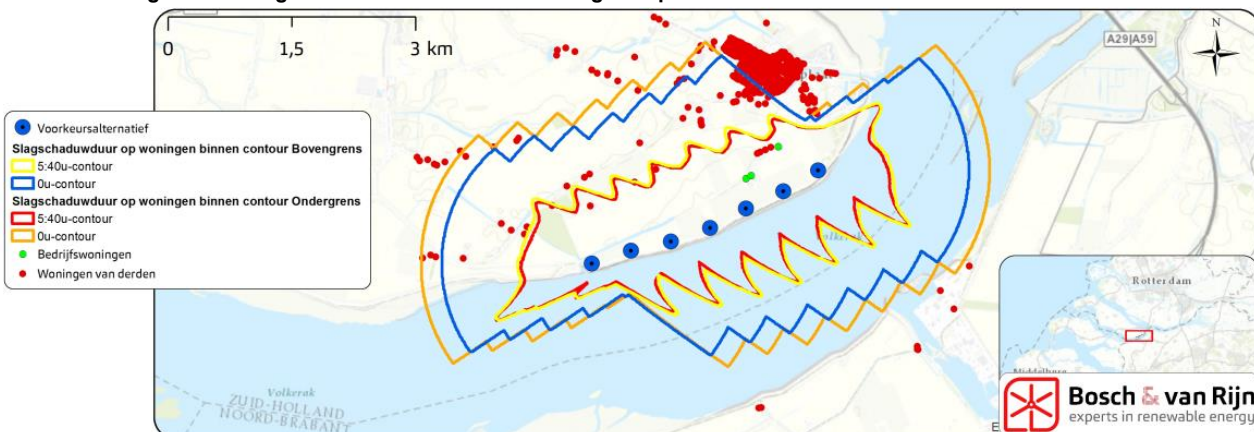 0
1,5
3 km
N
A29|A59
Voorkeursalternatief
Slagschaduwduur op woningen binnen contour Bovengrens
5:40u-contour
0u-contour
Slagschaduwduur op woningen binnen contour Ondergrens
5:40u-contour
0u-contour
Bedrijfswoningen
Woningen van derden
Volkerak
Rotterdam
Middelburg
Volkerak
ZUID-HOLLAND
NOORD-BRABANT
E
Bosch & van Rijn
experts in renewable energy